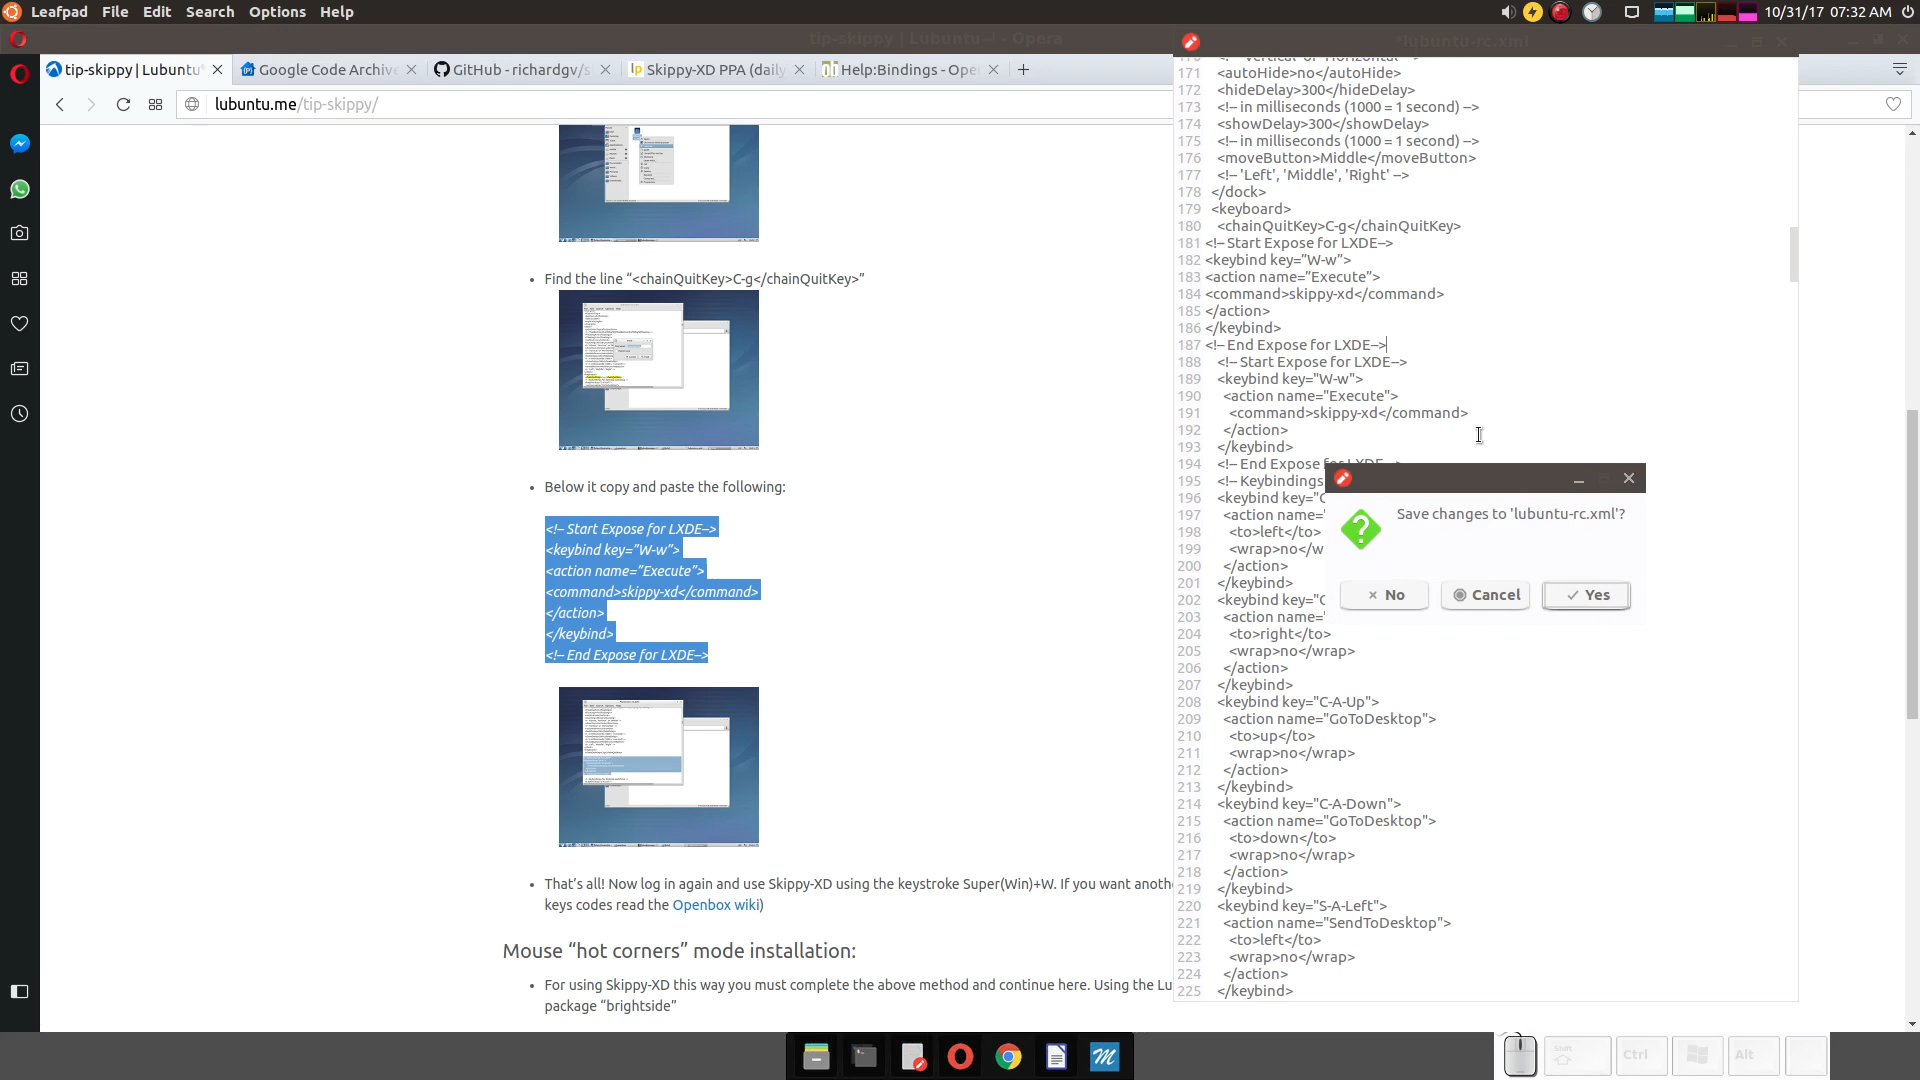 Leafpad File Edit Search Options Help
10/31/17 07:32 AM
tip-skippy | Lubuntu – Opera
*lubuntu-rc.xml
tip-skippy | Lubuntu
Google Code Archive
GitHub - richardgv/s
Skippy-XD PPA (daily
Help:Bindings - Ope
lubuntu.me/tip-skippy/
• Find the line “<chainQuitKey>C-g</chainQuitKey>”
• Below it copy and paste the following:
<!– Start Expose for LXDE–>
<keybind key=”W-w”>
<action name=”Execute”>
<command>skippy-xd</command>
</action>
</keybind>
<!– End Expose for LXDE–>
• That’s all! Now log in again and use Skippy-XD using the keystroke Super(Win)+W. If you want anothe
keys codes read the Openbox wiki)
Mouse “hot corners” mode installation:
• For using Skippy-XD this way you must complete the above method and continue here. Using the Lu
package “brightside”
171 <autoHide>no</autoHide>
172 <hideDelay>300</hideDelay>
173 <!-- in milliseconds (1000 = 1 second) -->
174 <showDelay>300</showDelay>
175 <!-- in milliseconds (1000 = 1 second) -->
176 <moveButton>Middle</moveButton>
177 <!-- 'Left', 'Middle', 'Right' -->
178 </dock>
179 <keyboard>
180 <chainQuitKey>C-g</chainQuitKey>
181 <!– Start Expose for LXDE–>
182 <keybind key=”W-w”>
183 <action name=”Execute”>
184 <command>skippy-xd</command>
185 </action>
186 </keybind>
187 <!– End Expose for LXDE–>
188 <!-- Start Expose for LXDE-->
189 <keybind key="W-w">
190 <action name="Execute">
191 <command>skippy-xd</command>
192 </action>
193 </keybind>
194 <!-- End Expose for LXDE-->
195 <!-- Keybindings
196 <keybind key="C
197 <action name="
198 <to>left</to>
199 <wrap>no</w
200 </action>
201 </keybind>
202 <keybind key="C
203 <action name="
204 <to>right</to>
205 <wrap>no</wrap>
206 </action>
207 </keybind>
208 <keybind key="C-A-Up">
209 <action name="GoToDesktop">
210 <to>up</to>
211 <wrap>no</wrap>
212 </action>
213 </keybind>
214 <keybind key="C-A-Down">
215 <action name="GoToDesktop">
216 <to>down</to>
217 <wrap>no</wrap>
218 </action>
219 </keybind>
220 <keybind key="S-A-Left">
221 <action name="SendToDesktop">
222 <to>left</to>
223 <wrap>no</wrap>
224 </action>
225 </keybind>
Save changes to 'lubuntu-rc.xml'?
No
Cancel
Yes
Shift
Ctrl
Alt